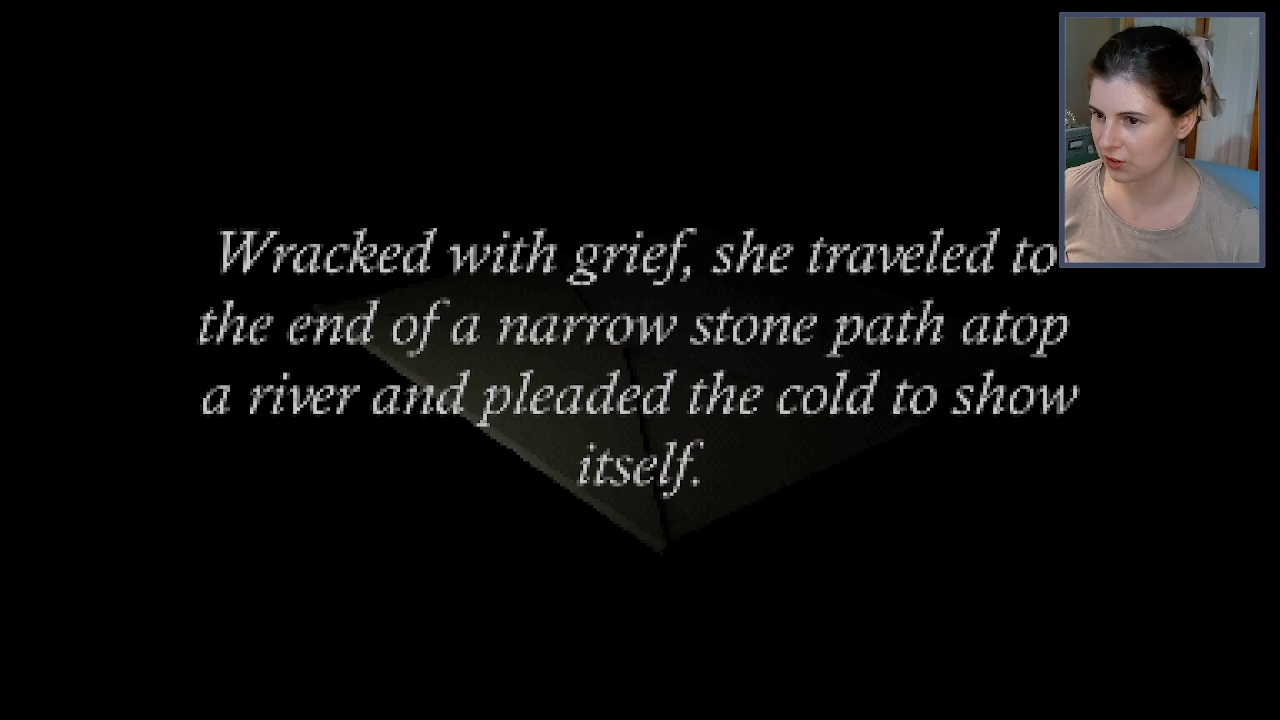 Wracked with grief, she traveled to
the end of a narrow stone path atop
a river and pleaded the cold to show
itself.